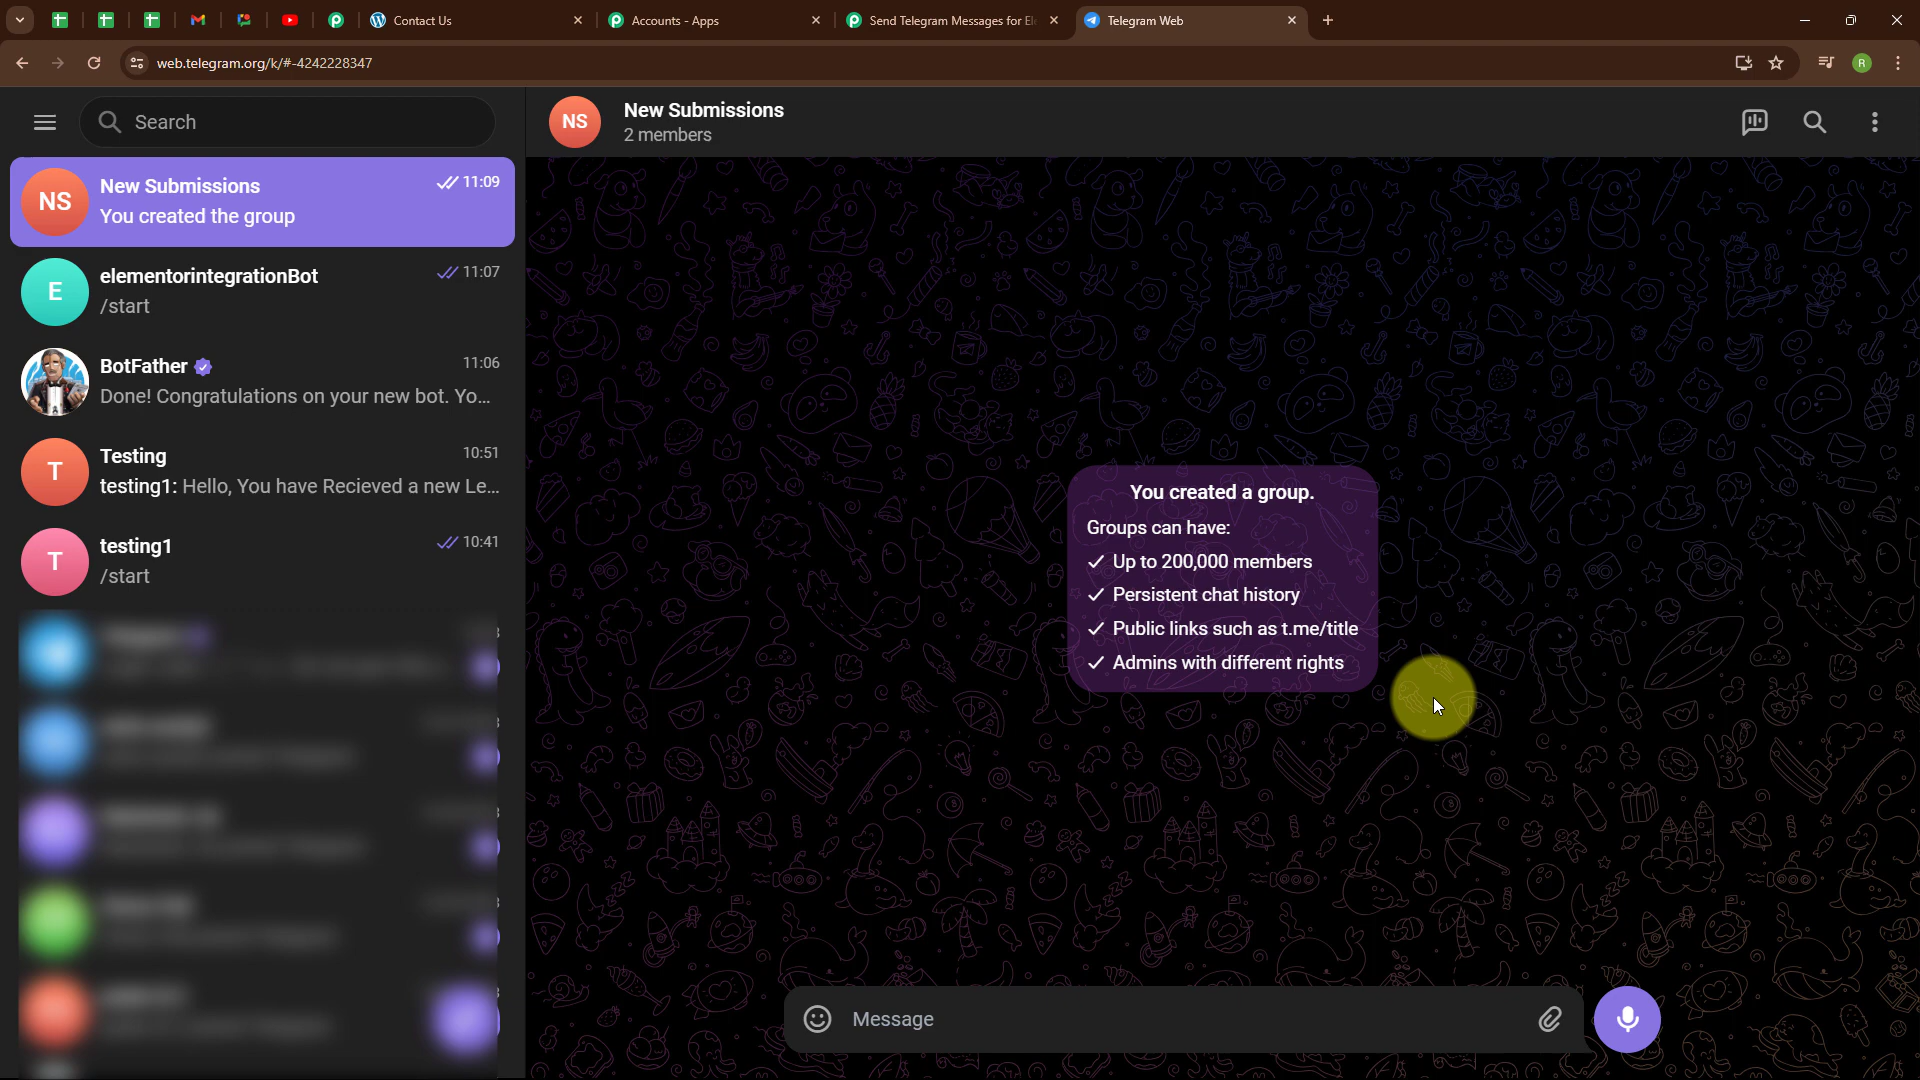 Contact Us
Accounts - Apps
Send Telegram Messages for El
Telegram Web
web.telegram.org/k/#-4242228347
R
Search
NS
New Submissions
2 members
NS
New Submissions
11:09
You created the group
E
elementorintegrationBot
11:07
/start
BotFather
11:06
Done! Congratulations on your new bot. Yo...
T
Testing
10:51
testing1: Hello, You have Recieved a new Le...
T
testing1
10:41
/start
You created a group.
Groups can have:
Up to 200,000 members
Persistent chat history
Public links such as t.me/title
Admins with different rights
Message